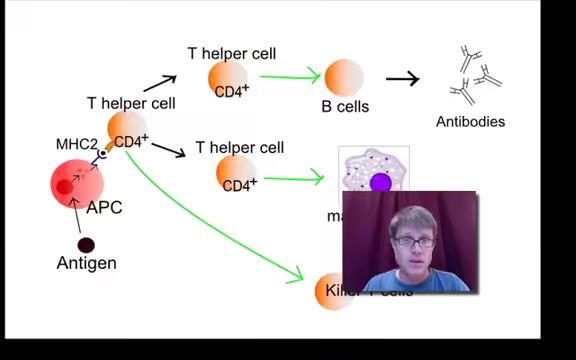 T helper cell
CD4+
B cells
Antibodies
T helper cell
CD4+
MHC2
T helper cell
CD4+
APC
Antigen